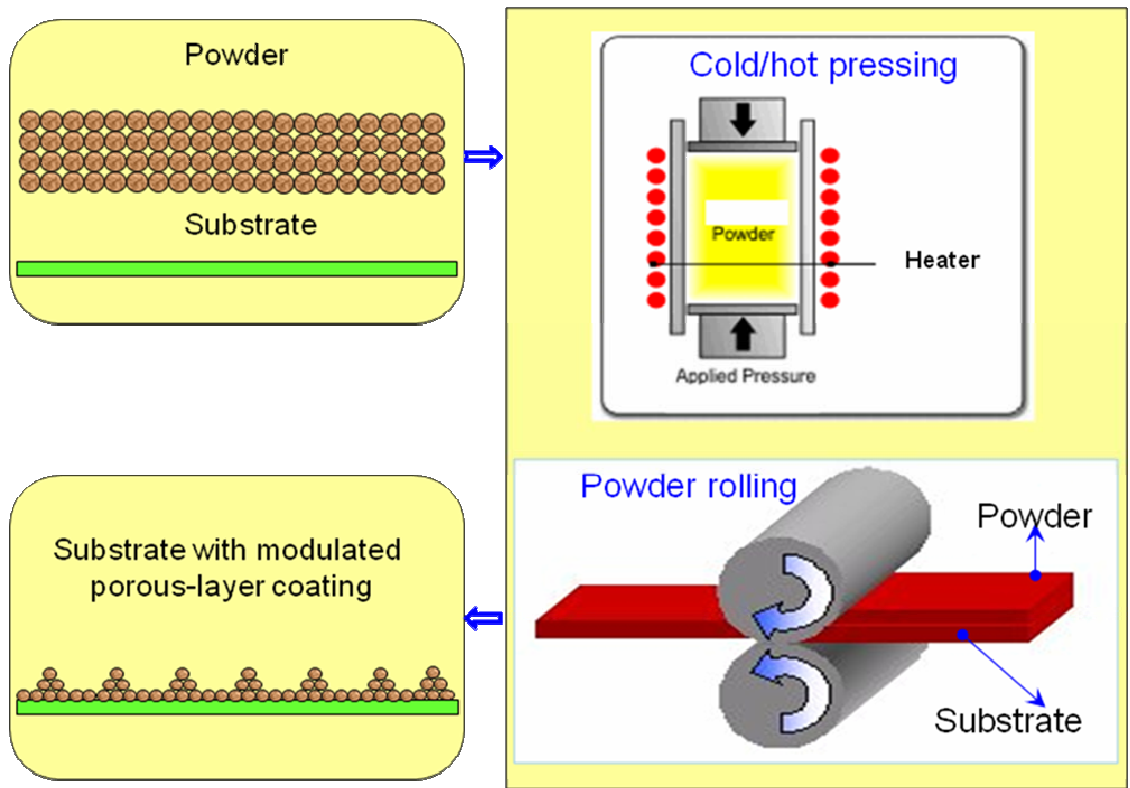 Powder
Substrate
Cold/hot pressing
Powder
Heater
Applied Pressure
Powder rolling
Powder
Substrate
Substrate with modulated
porous-layer coating